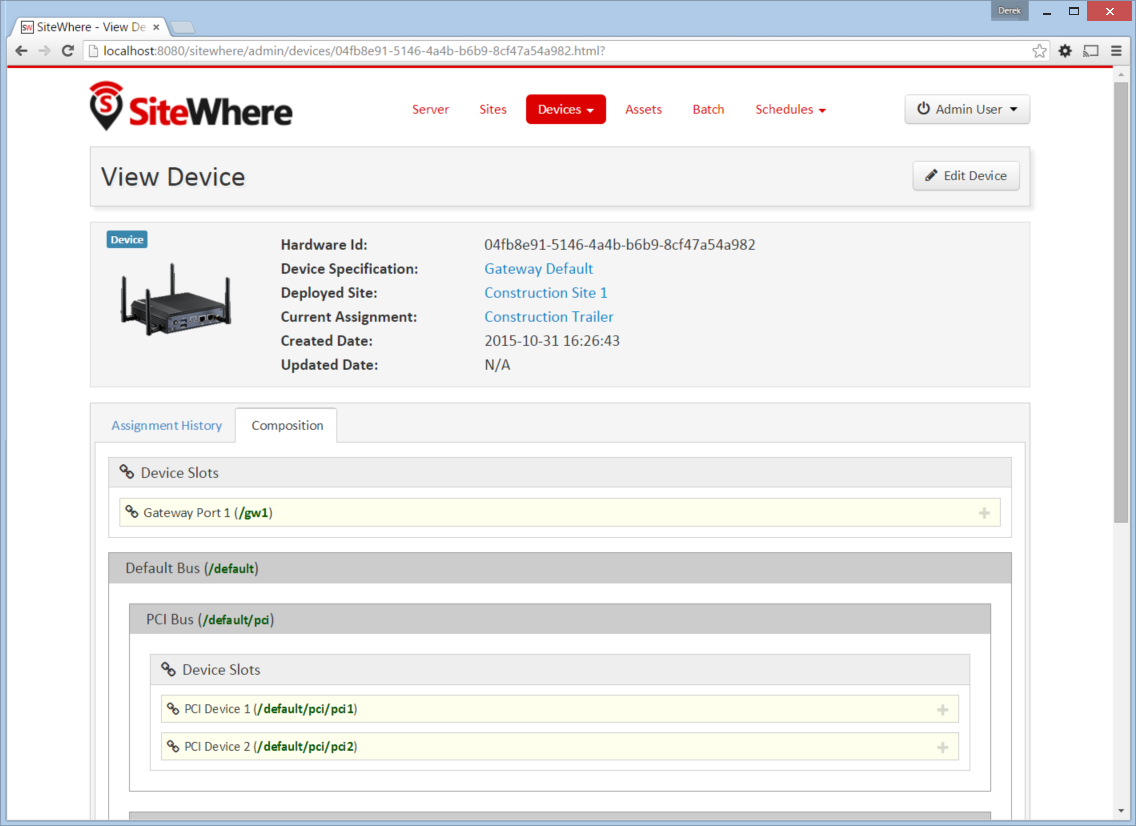 Derek
SW SiteWhere - View De
localhost:8080/sitewhere/admin/devices/04fb8e91-5146-4a4b-b6b9-8cf47a54a982.html?
S SiteWhere Server Sites Devices Assets Batch Schedules Admin User
View Device Edit Device
Device
Hardware Id: 04fb8e91-5146-4a4b-b6b9-8cf47a54a982
Device Specification: Gateway Default
Deployed Site: Construction Site 1
Current Assignment: Construction Trailer
Created Date: 2015-10-31 16:26:43
Updated Date: N/A
Assignment History Composition
Device Slots
Gateway Port 1 (/gw1)
Default Bus (/default)
PCI Bus (/default/pci)
Device Slots
PCI Device 1 (/default/pci/pci1)
PCI Device 2 (/default/pci/pci2)